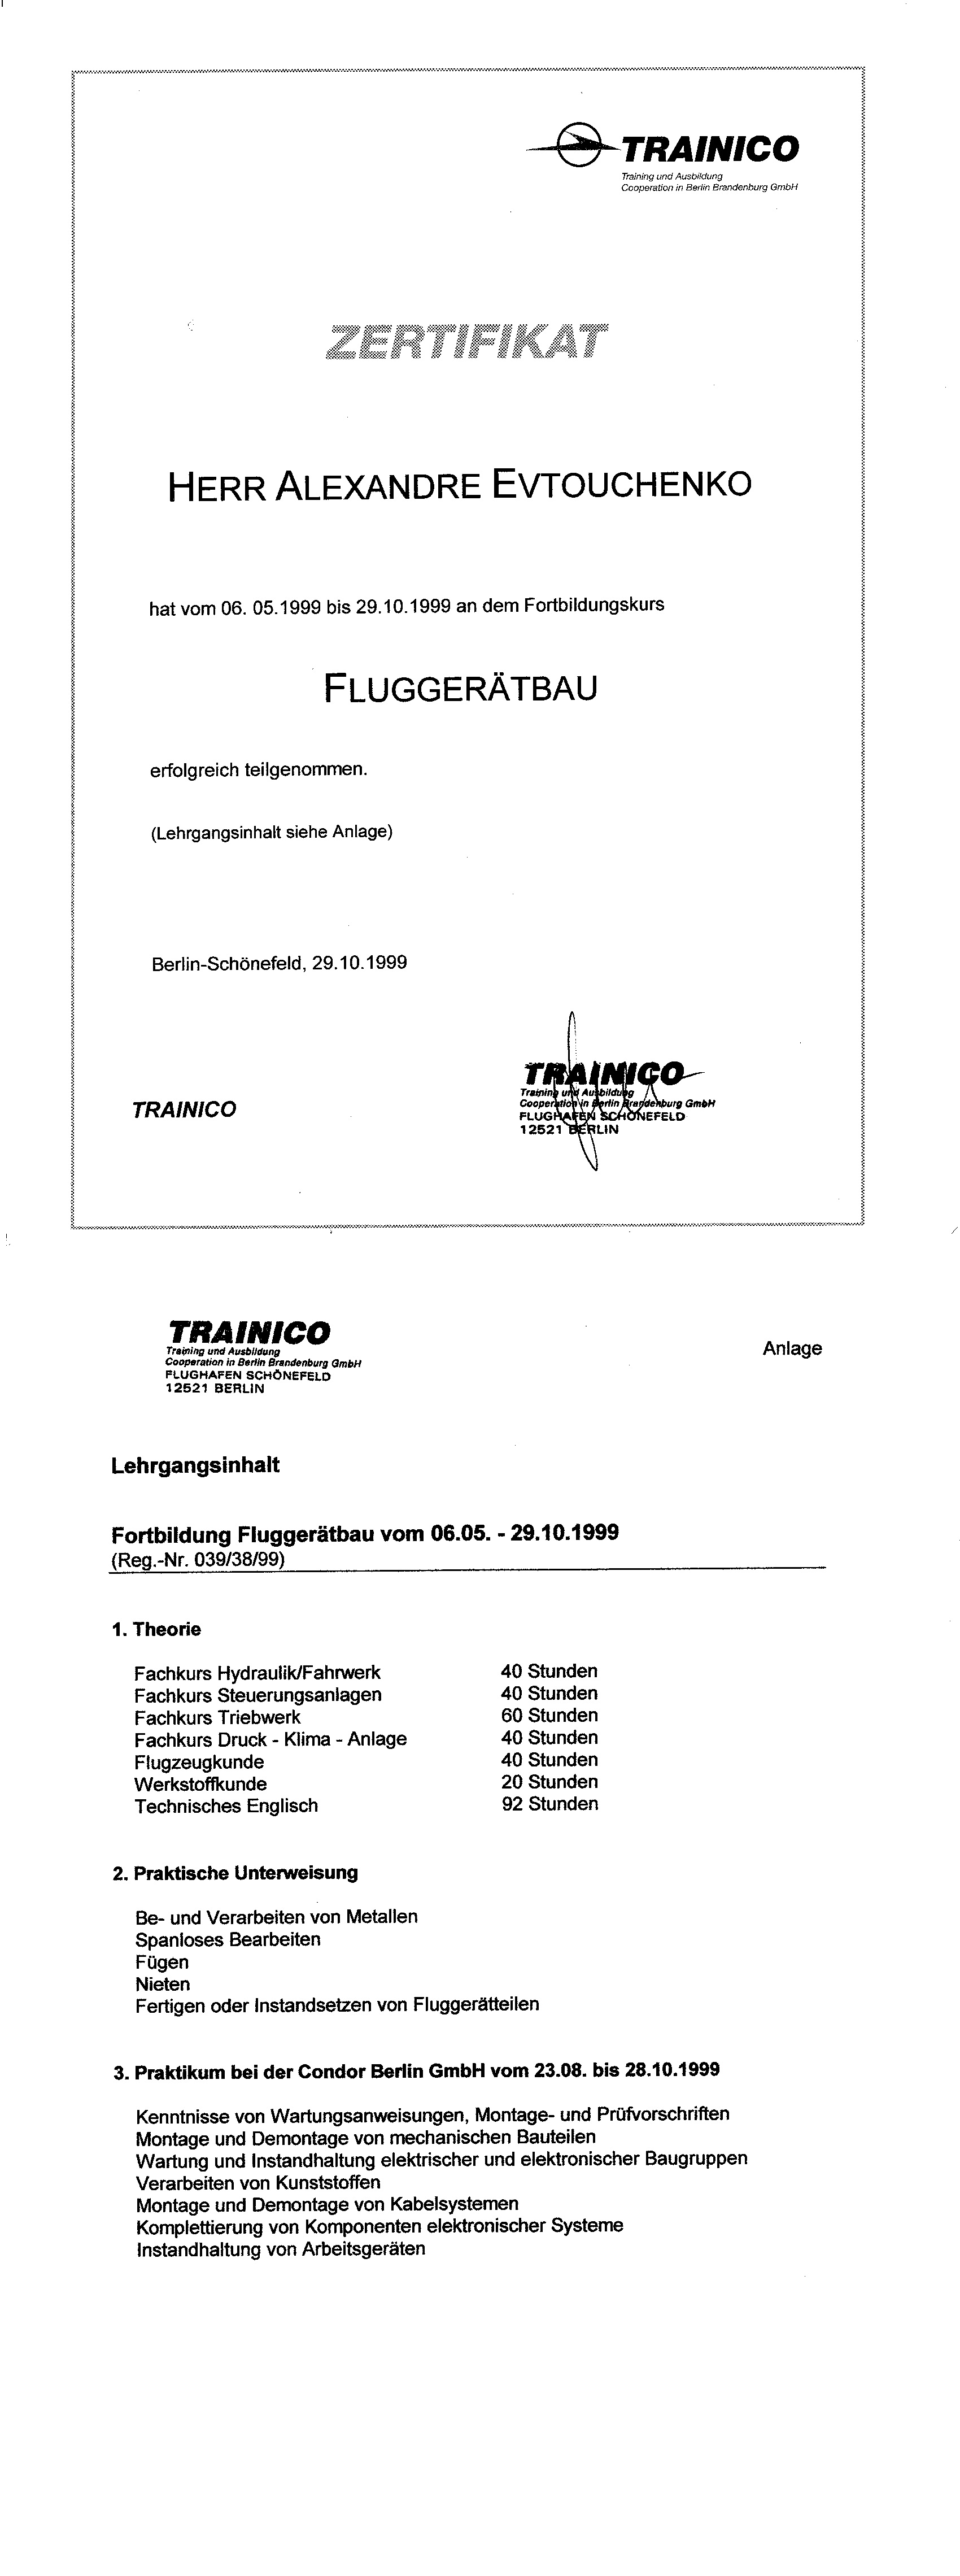 TRAINICO
Training und Ausbildung
Cooperation in Berlin Brandenburg GmbH
ZERTIFIKAT
HERR ALEXANDRE EVTOUCHENKO
hat vom 06. 05.1999 bis 29.10.1999 an dem Fortbildungskurs
FLUGGERÄTBAU
erfolgreich teilgenommen.
(Lehrgangsinhalt siehe Anlage)
Berlin-Schönefeld, 29.10.1999
TRAINICO
TRAINICO
Training und Ausbildung
Cooperation in Berlin Brandenburg GmbH
FLUGHAFEN SCHÖNEFELD
12521 BERLIN
TRAINICO
Training und Ausbildung
Cooperation in Berlin Brandenburg GmbH
FLUGHAFEN SCHÖNEFELD
12521 BERLIN
Anlage
Lehrgangsinhalt
Fortbildung Fluggerätbau vom 06.05. - 29.10.1999
(Reg.-Nr. 039/38/99)
1. Theorie
Fachkurs Hydraulik/Fahrwerk 40 Stunden
Fachkurs Steuerungsanlagen 40 Stunden
Fachkurs Triebwerk 60 Stunden
Fachkurs Druck - Klima - Anlage 40 Stunden
Flugzeugkunde 40 Stunden
Werkstoffkunde 20 Stunden
Technisches Englisch 92 Stunden
2. Praktische Unterweisung
Be- und Verarbeiten von Metallen
Spanloses Bearbeiten
Fügen
Nieten
Fertigen oder Instandsetzen von Fluggerätteilen
3. Praktikum bei der Condor Berlin GmbH vom 23.08. bis 28.10.1999
Kenntnisse von Wartungsanweisungen, Montage- und Prüfvorschriften
Montage und Demontage von mechanischen Bauteilen
Wartung und Instandhaltung elektrischer und elektronischer Baugruppen
Verarbeiten von Kunststoffen
Montage und Demontage von Kabelsystemen
Komplettierung von Komponenten elektronischer Systeme
Instandhaltung von Arbeitsgeräten